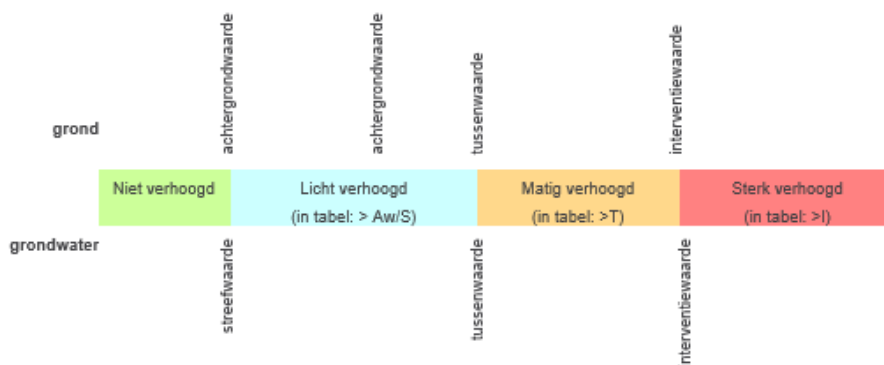 achtergrondwaarde
achtergrondwaarde
tussenwaarde
interventiewaarde
grond
Niet verhoogd
Licht verhoogd
(in tabel: > Aw/S)
Matig verhoogd
(in tabel: >T)
Sterk verhoogd
(in tabel: >I)
grondwater
streefwaarde
tussenwaarde
nterventiewaarde